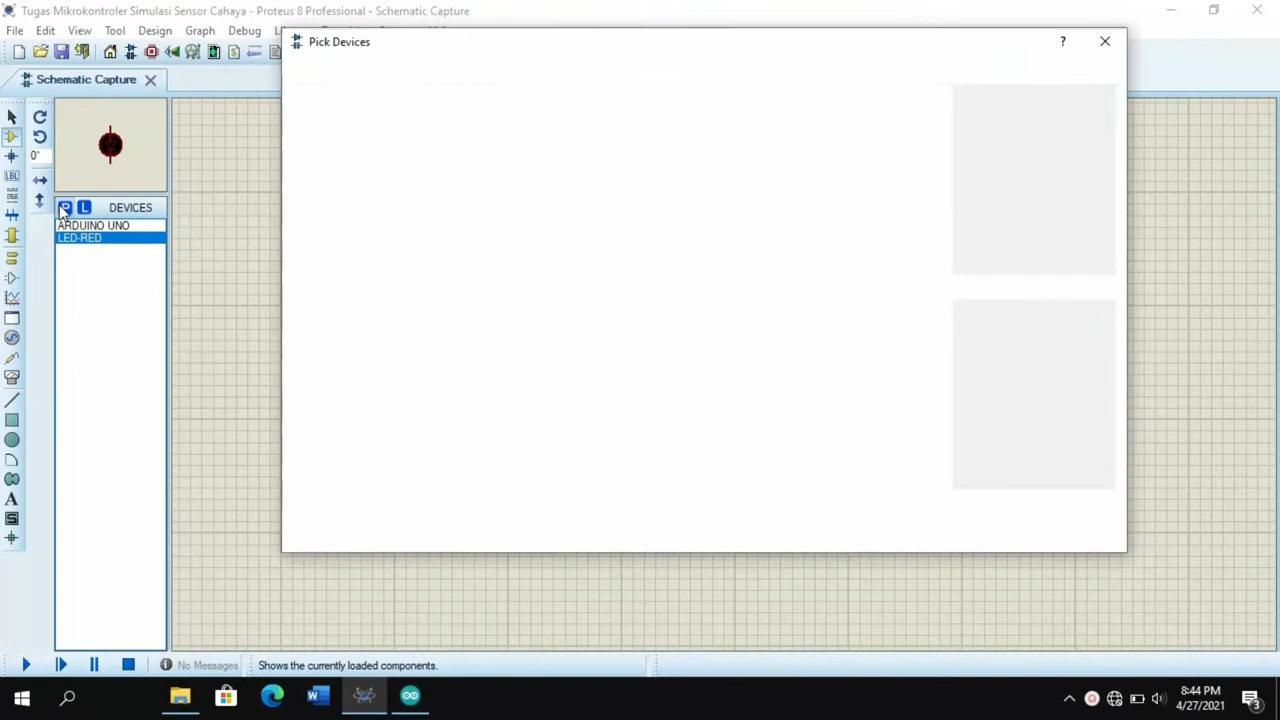 Tugas Mikrokontroler Simulasi Sensor Cahaya - Proteus 8 Professional - Schematic Capture
File Edit View Tool Design Graph Debug
Pick Devices
?
Schematic Capture
LBL
0°
L DEVICES
ARDUINO UNO
LED-RED
A
S
No Messages
Shows the currently loaded components.
8:44 PM
4/27/2021
3